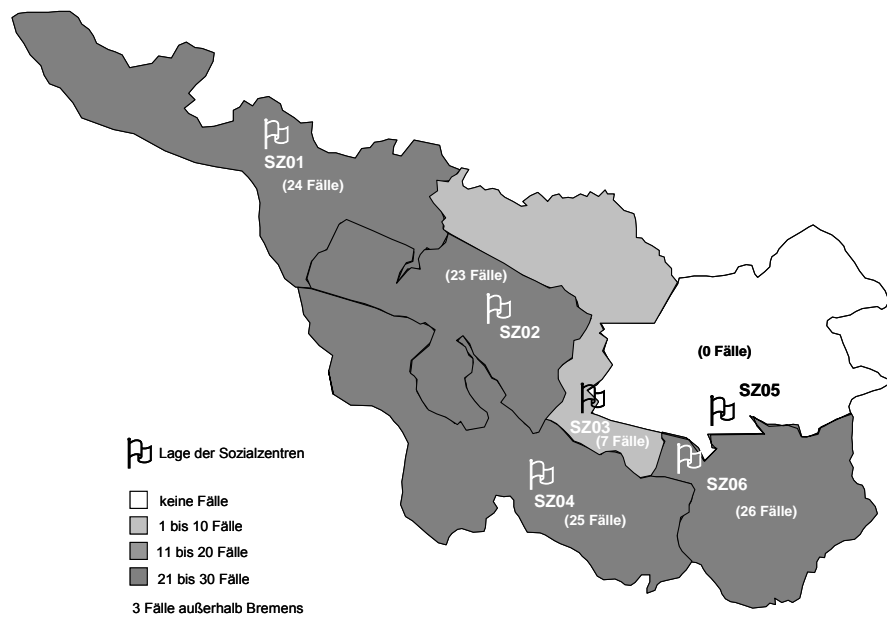 SZ01
(24 Fälle)
(23 Fälle)
SZ02
(0 Fälle)
SZ05
SZ03
(7 Fälle)
SZ06
(26 Fälle)
SZ04
(25 Fälle)
Lage der Sozialzentren
keine Fälle
1 bis 10 Fälle
11 bis 20 Fälle
21 bis 30 Fälle
3 Fälle außerhalb Bremens